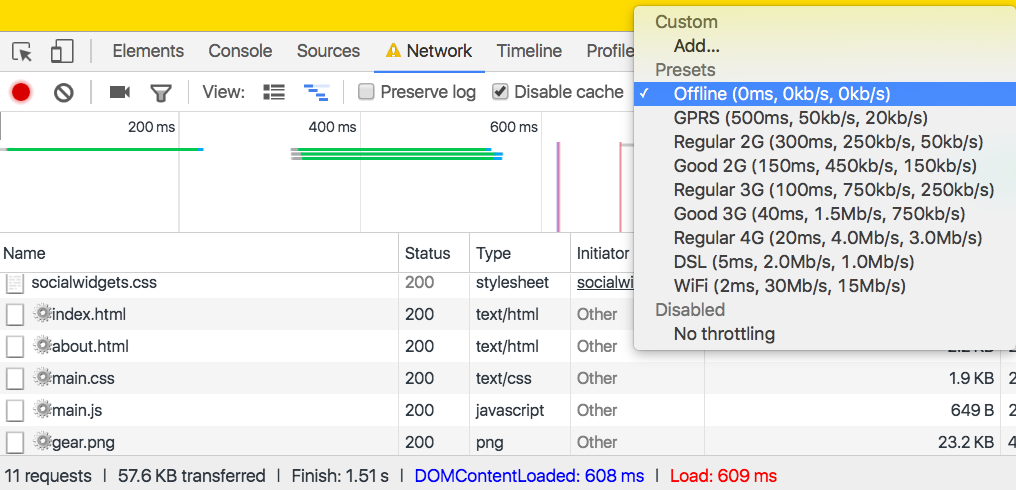 Elements Console Sources Network Timeline Profile
View: Preserve log Disable cache
200 ms 400 ms 600 ms
Custom
Add...
Presets
✓ Offline (0ms, 0kb/s, 0kb/s)
GPRS (500ms, 50kb/s, 20kb/s)
Regular 2G (300ms, 250kb/s, 50kb/s)
Good 2G (150ms, 450kb/s, 150kb/s)
Regular 3G (100ms, 750kb/s, 250kb/s)
Good 3G (40ms, 1.5Mb/s, 750kb/s)
Regular 4G (20ms, 4.0Mb/s, 3.0Mb/s)
DSL (5ms, 2.0Mb/s, 1.0Mb/s)
WiFi (2ms, 30Mb/s, 15Mb/s)
Disabled
No throttling
Name Status Type Initiator
socialwidgets.css 200 stylesheet socialwi
index.html 200 text/html Other
about.html 200 text/html Other
main.css 200 text/css Other 1.9 KB 2
main.js 200 javascript Other 649 B 2
gear.png 200 png Other 23.2 KB 4
11 requests | 57.6 KB transferred | Finish: 1.51 s | DOMContentLoaded: 608 ms | Load: 609 ms